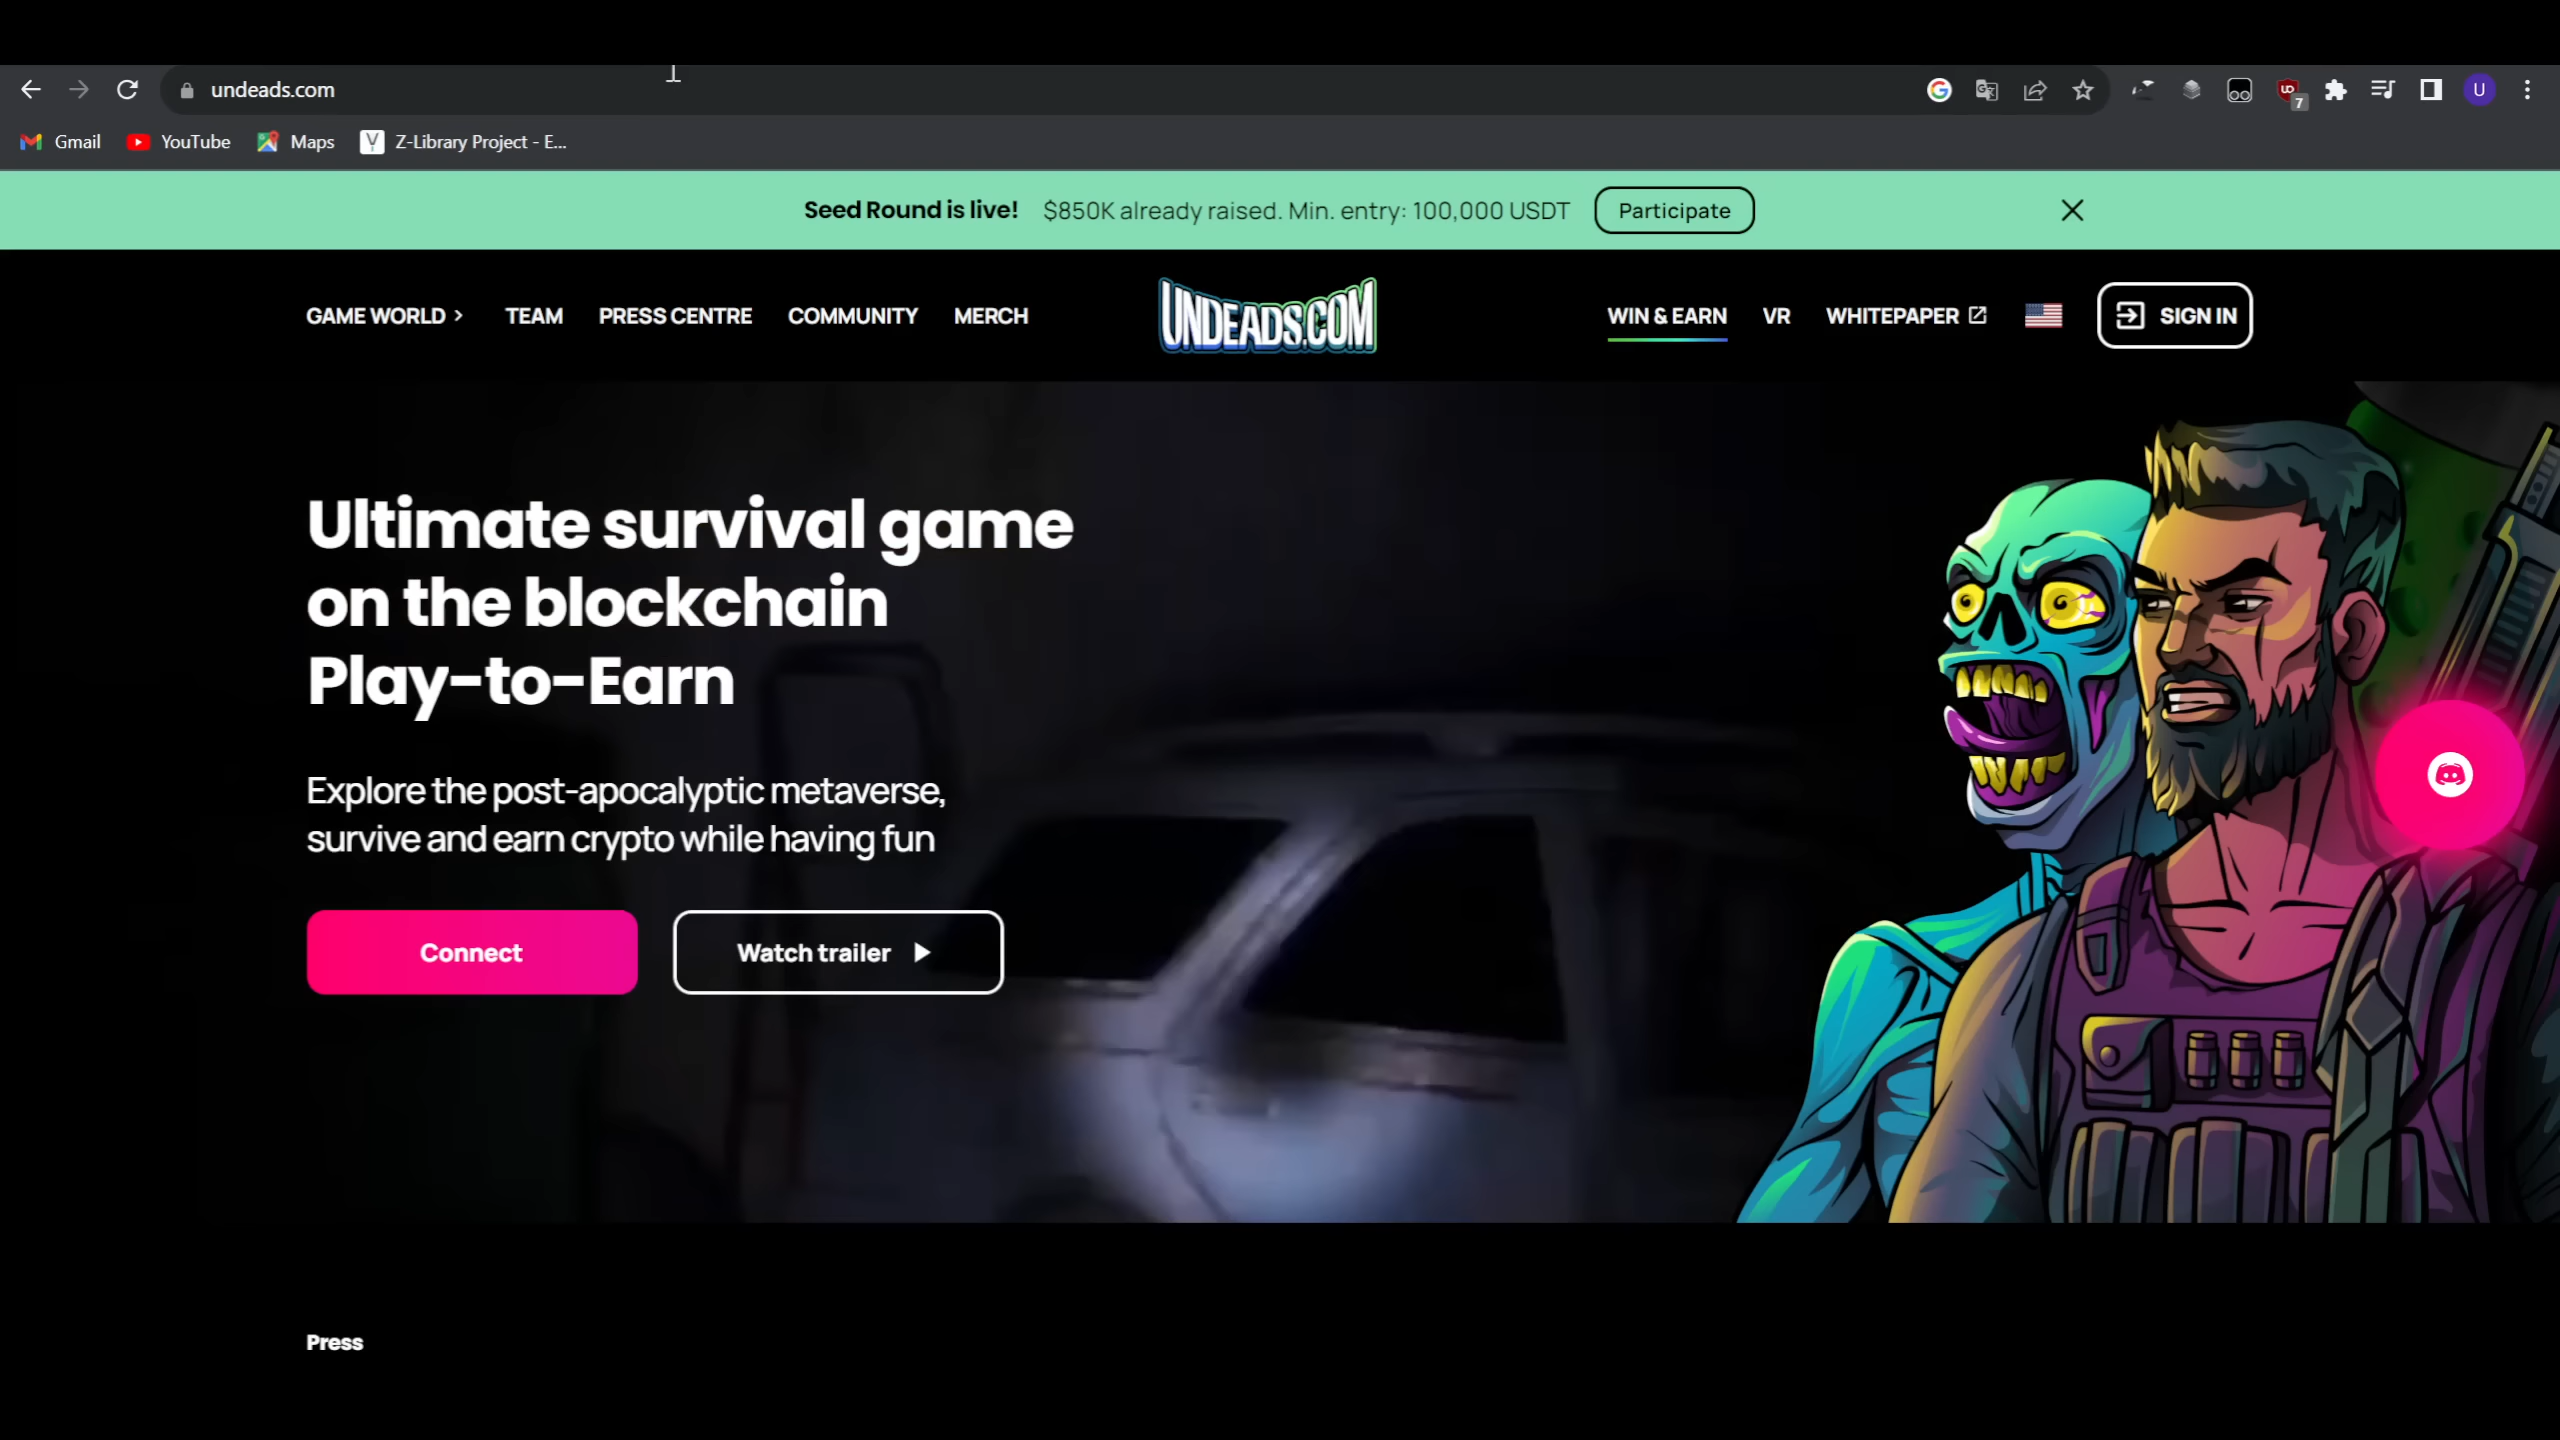 undeads.com
7
U
Gmail
YouTube
Maps
Z-Library Project - E...
Seed Round is live! $850K already raised. Min. entry: 100,000 USDT Participate
GAME WORLD TEAM PRESS CENTRE COMMUNITY MERCH UNDEADS.COM WIN & EARN VR WHITEPAPER SIGN IN
Ultimate survival game
on the blockchain
Play-to-Earn
Explore the post-apocalyptic metaverse,
survive and earn crypto while having fun
Connect Watch trailer
Press